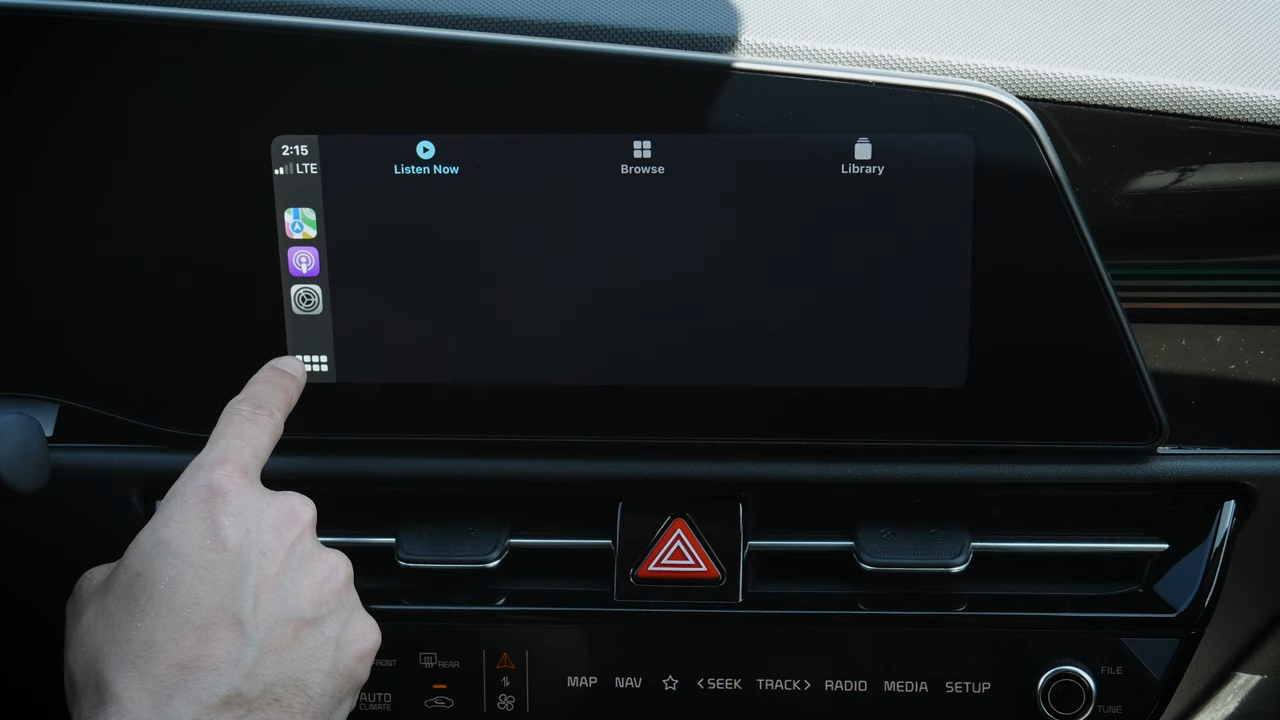 2:15
LTE
Listen Now
Browse
Library
FRONT
REAR
AUTO
CLIMATE
MAP NAV <SEEK TRACK> RADIO MEDIA SETUP
FILE
TUNE